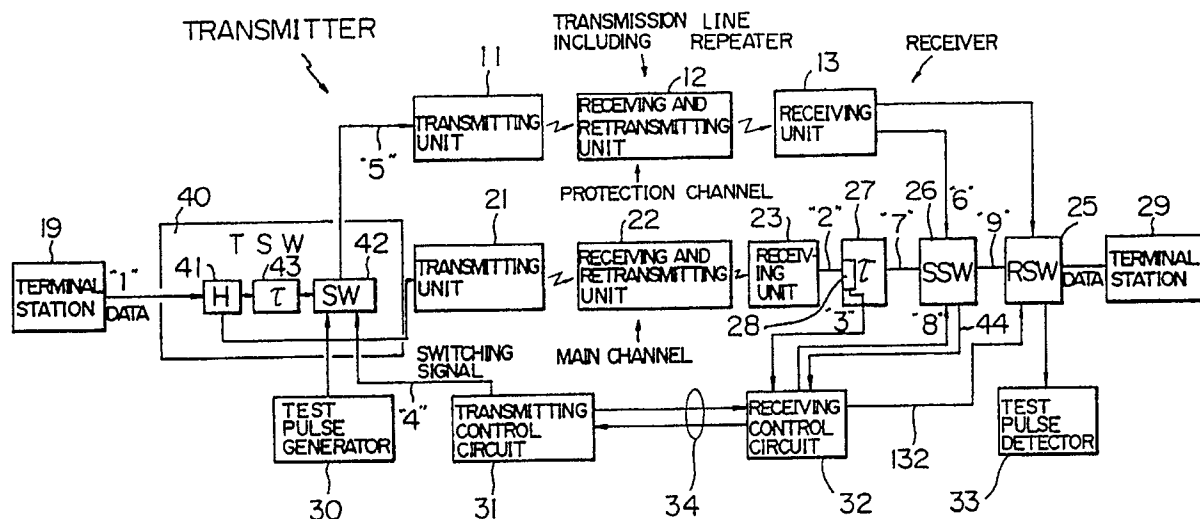 TRANSMITTER
TRANSMISSION LINE
INCLUDING REPEATER
RECEIVER
11
12
13
TRANSMITTING
UNIT
RECEIVING AND
RETRANSMITTING
UNIT
RECEIVING
UNIT
"5"
PROTECTION CHANNEL
"6"
40
19
TSW
41
43
42
21
22
23
27
26
25
29
TERMINAL
STATION
"1"
DATA
H
τ
SW
TRANSMITTING
UNIT
RECEIVING AND
RETRANSMITTING
UNIT
RECEIV-
ING
UNIT
"2"
τ
"7"
SSW
"9"
RSW
DATA
TERMINAL
STATION
28
"3"
"8"
44
MAIN CHANNEL
SWITCHING
SIGNAL
"4"
TEST
PULSE
GENERATOR
TRANSMITTING
CONTROL
CIRCUIT
34
RECEIVING
CONTROL
CIRCUIT
132
TEST
PULSE
DETECTOR
30
31
32
33